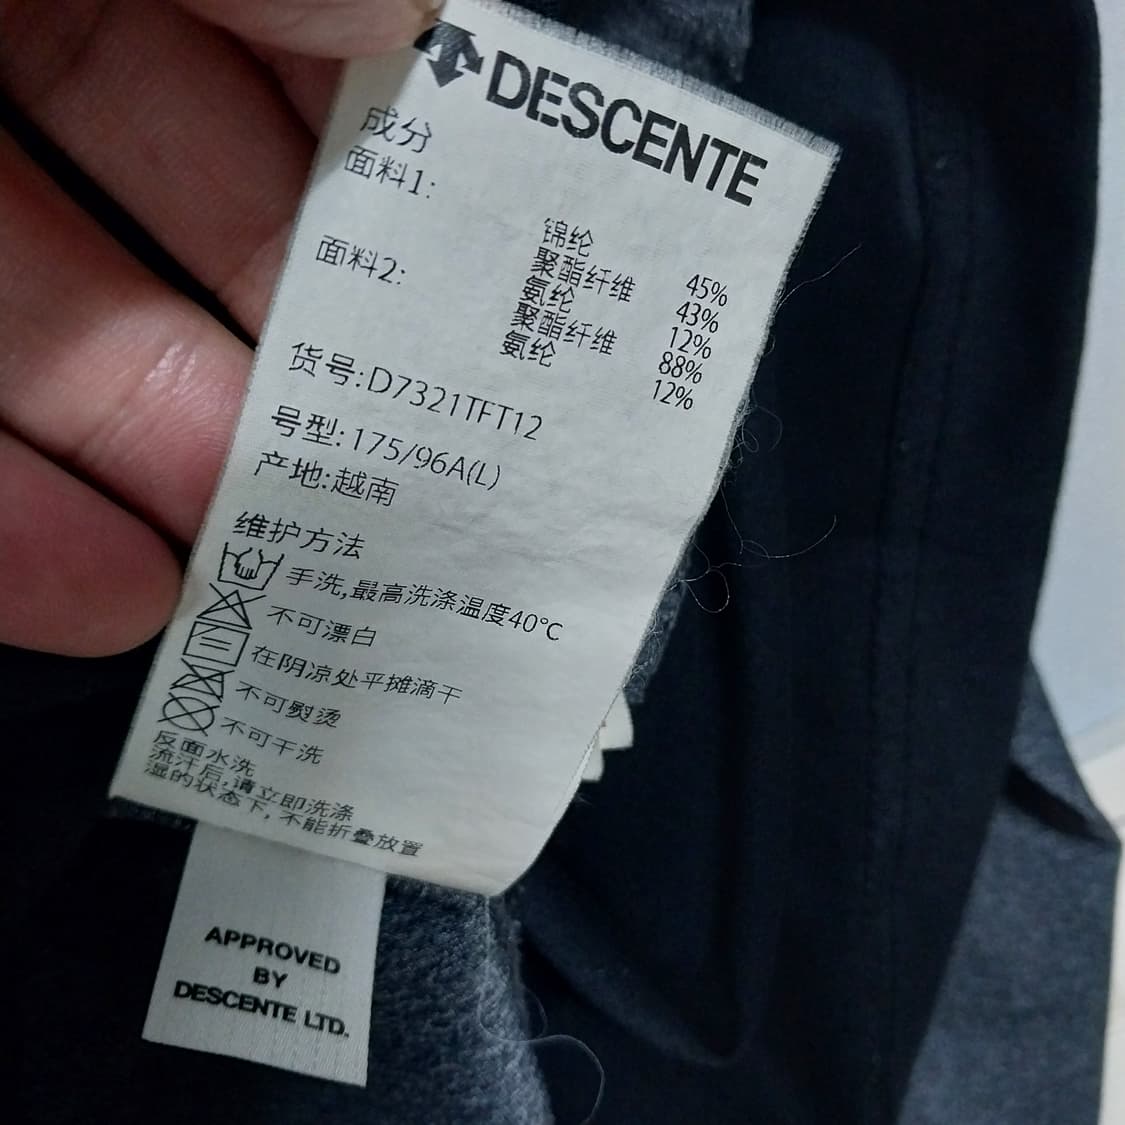 DESCENTE
成分
面料1:
锦纶 45%
聚酯纤维 43%
氨纶 12%
面料2:
聚酯纤维 88%
氨纶 12%
货号:D7321TFT12
号型:175/96A(L)
产地:越南
维护方法
手洗,最高洗涤温度40℃
不可漂白
在阴凉处平摊滴干
不可熨烫
不可干洗
反面水洗
流汗后,请立即洗涤
湿的状态下,不能折叠放置
APPROVED
BY
DESCENTE LTD.